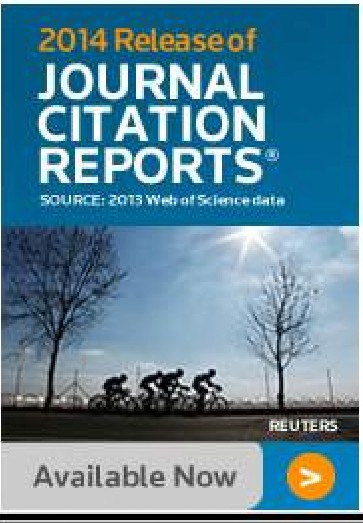 2014 Release of
JOURNAL
CITATION
REPORTS®
SOURCE: 2013 Web of Science data
REUTERS
Available Now >